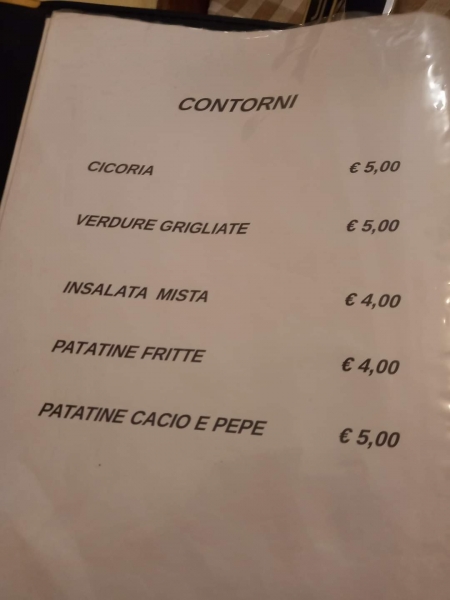 CONTORNI
CICORIA € 5,00
VERDURE GRIGLIATE € 5,00
INSALATA MISTA € 4,00
PATATINE FRITTE € 4,00
PATATINE CACIO E PEPE € 5,00